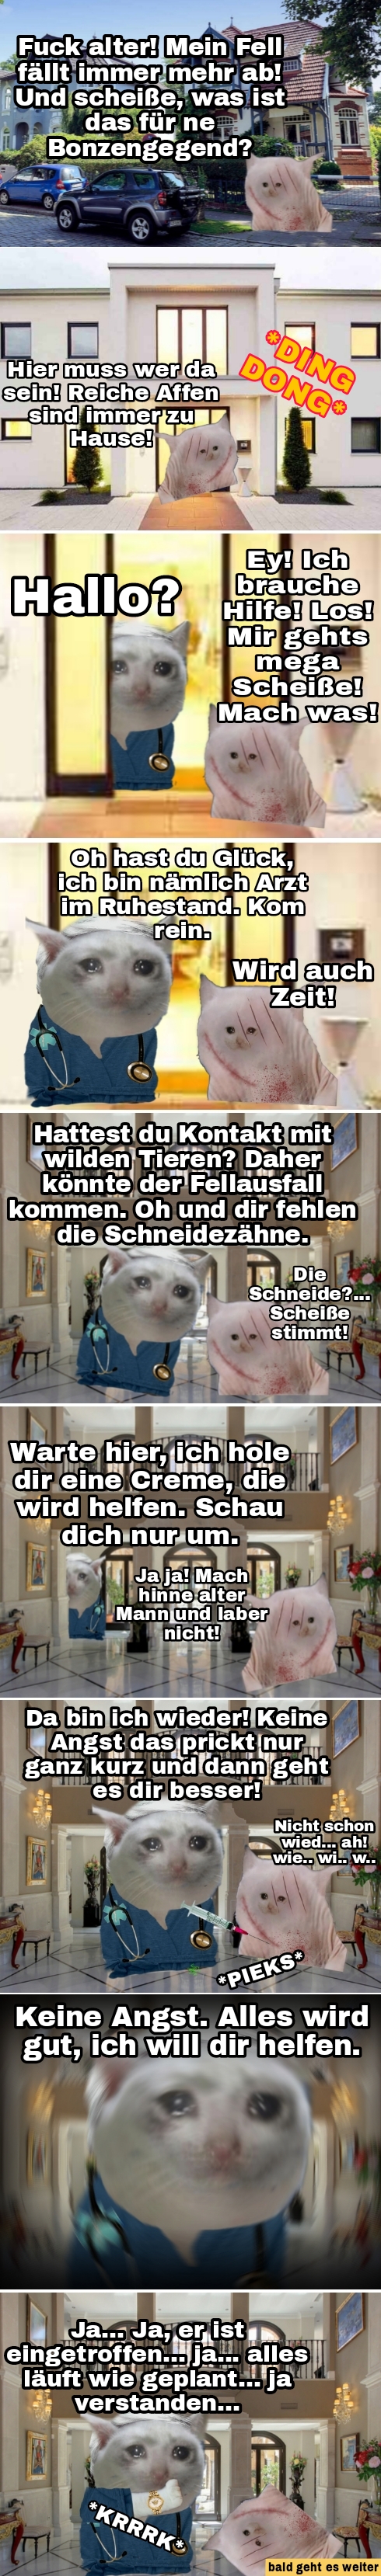 Fuck alter! Mein Fell
fällt immer mehr ab!
Und scheiße, was ist
das für ne
Bonzengegend?
*DING
DONG*
Hier muss wer da
sein! Reiche Affen
sind immer zu
Hause!
Hallo?
Ey! Ich
brauche
Hilfe! Los!
Mir gehts
mega
Scheiße!
Mach was!
Oh hast du Glück,
ich bin nämlich Arzt
im Ruhestand. Kom
rein.
Wird auch
Zeit!
Hattest du Kontakt mit
wilden Tieren? Daher
könnte der Fellausfall
kommen. Oh und dir fehlen
die Schneidezähne.
Die
Schneide?...
Scheiße
stimmt!
Warte hier, ich hole
dir eine Creme, die
wird helfen. Schau
dich nur um.
Ja ja! Mach
hinne alter
Mann und laber
nicht!
Da bin ich wieder! Keine
Angst das prickt nur
ganz kurz und dann geht
es dir besser!
Nicht schon
wied... ah!
wie.. wi.. w..
*PIEKS*
Keine Angst. Alles wird
gut, ich will dir helfen.
Ja... Ja, er ist
eingetroffen... ja... alles
läuft wie geplant... ja
verstanden...
*KRRRK*
bald geht es weiter